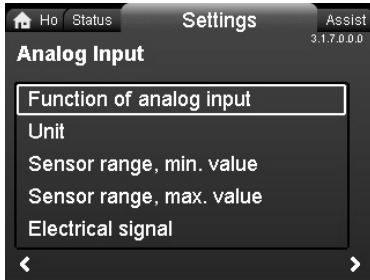 Ho Status Settings Assist
3.1.7.0.0.0
Analog Input
Function of analog input
Unit
Sensor range, min. value
Sensor range, max. value
Electrical signal